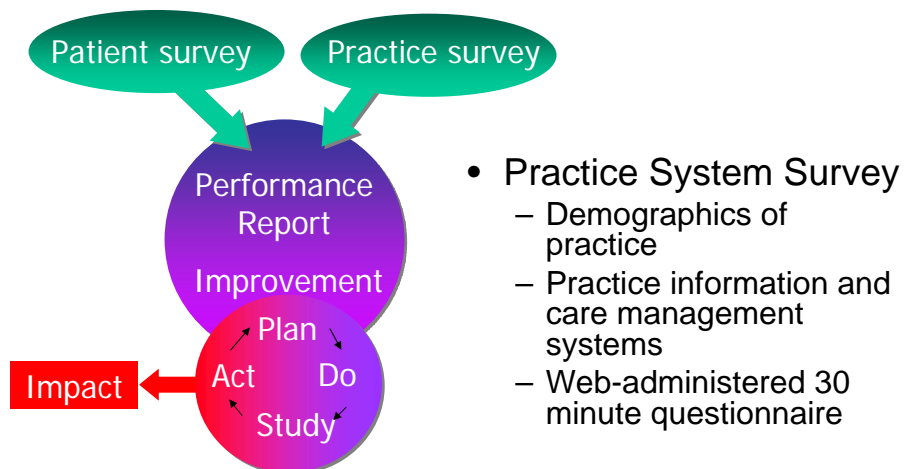 Patient survey
Practice survey
Performance
Report
Improvement
Plan
Act
Do
Study
Impact
• Practice System Survey
– Demographics of
practice
– Practice information and
care management
systems
– Web-administered 30
minute questionnaire